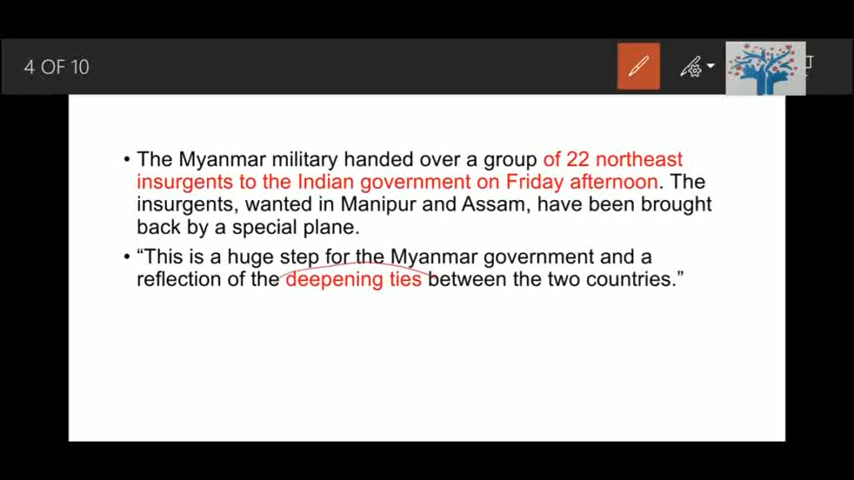 4 OF 10
• The Myanmar military handed over a group of 22 northeast
insurgents to the Indian government on Friday afternoon. The
insurgents, wanted in Manipur and Assam, have been brought
back by a special plane.
• “This is a huge step for the Myanmar government and a
reflection of the deepening ties between the two countries.”